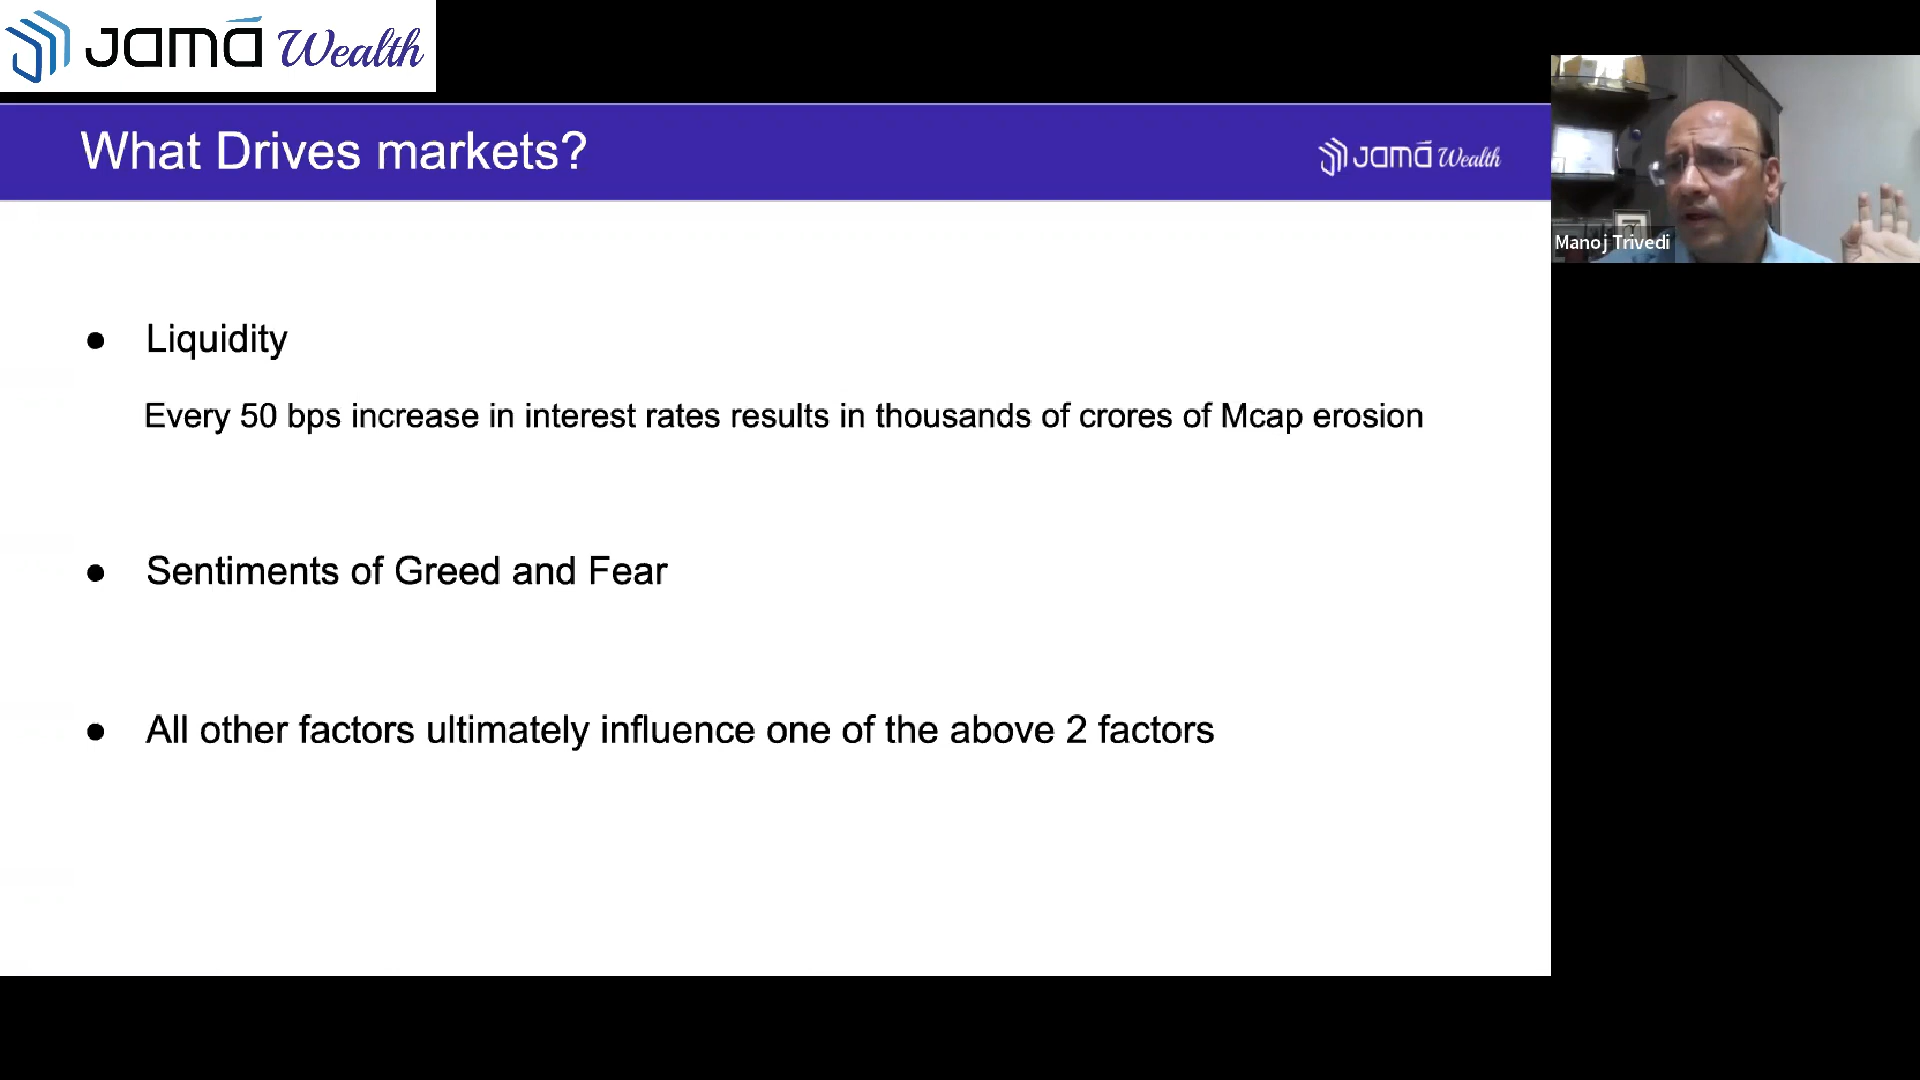 Jamā Wealth
What Drives markets?
Jamā Wealth
Manoj Trivedi
● Liquidity
Every 50 bps increase in interest rates results in thousands of crores of Mcap erosion
● Sentiments of Greed and Fear
● All other factors ultimately influence one of the above 2 factors